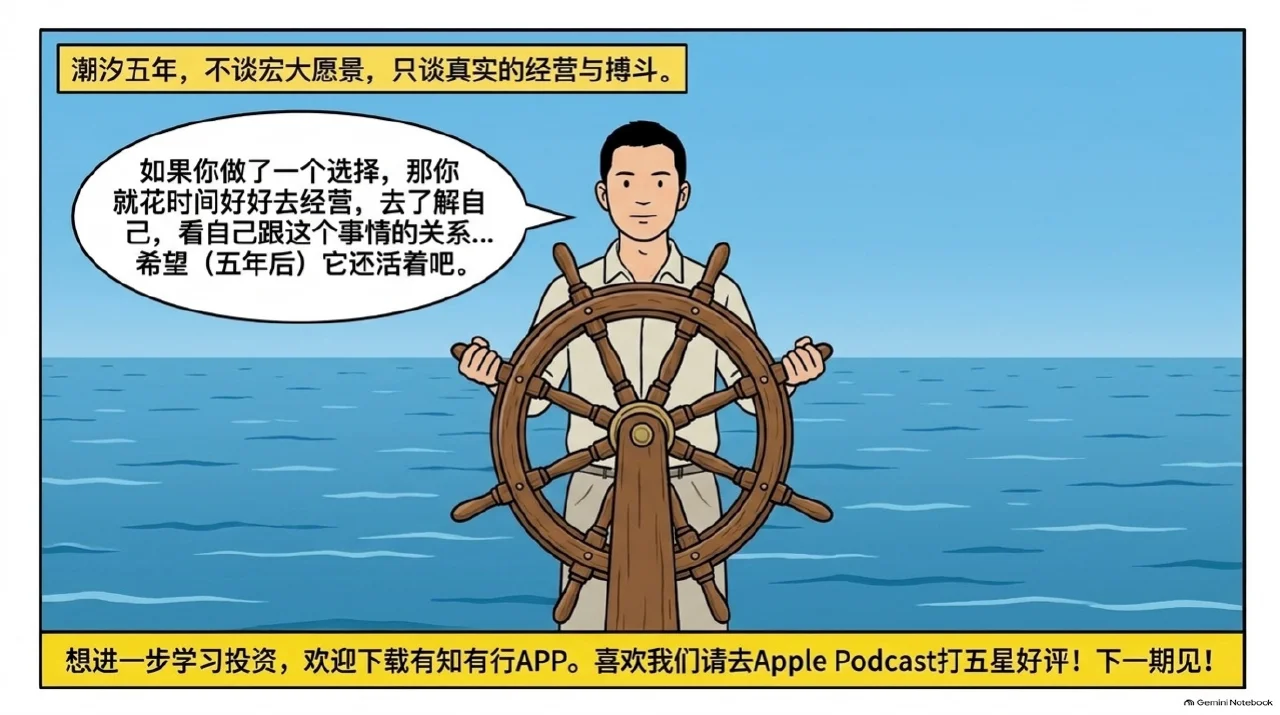 潮汐五年，不谈宏大愿景，只谈真实的经营与搏斗。
如果你做了一个选择，那你
就花时间好好去经营，去了解自
己，看自己跟这个事情的关系...
希望（五年后）它还活着吧。
想进一步学习投资，欢迎下载有知有行APP。喜欢我们请去Apple Podcast打五星好评！下一期见！
Gemini Notebook